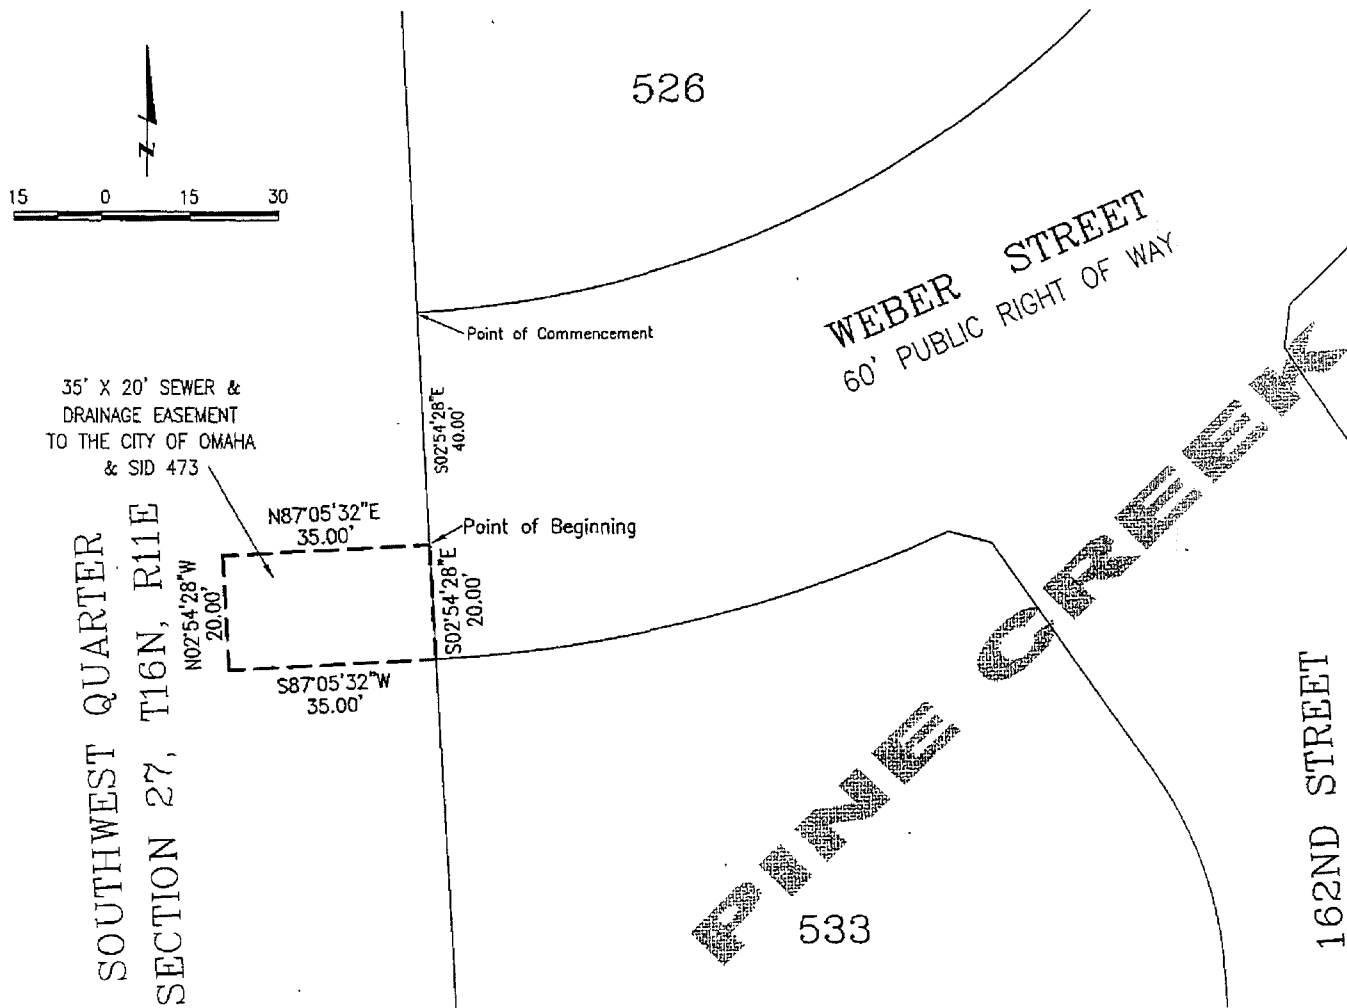 526
N
15 0 15 30
WEBER STREET
60' PUBLIC RIGHT OF WAY
Point of Commencement
35' X 20' SEWER &
DRAINAGE EASEMENT
TO THE CITY OF OMAHA
& SID 473
S02°54'28"E
40.00'
N87°05'32"E
35.00'
Point of Beginning
N02°54'28"W
20.00'
S02°54'28"E
20.00'
S87°05'32"W
35.00'
SOUTHWEST QUARTER
SECTION 27, T16N, R11E
PINE CREEK
533
162ND STREET